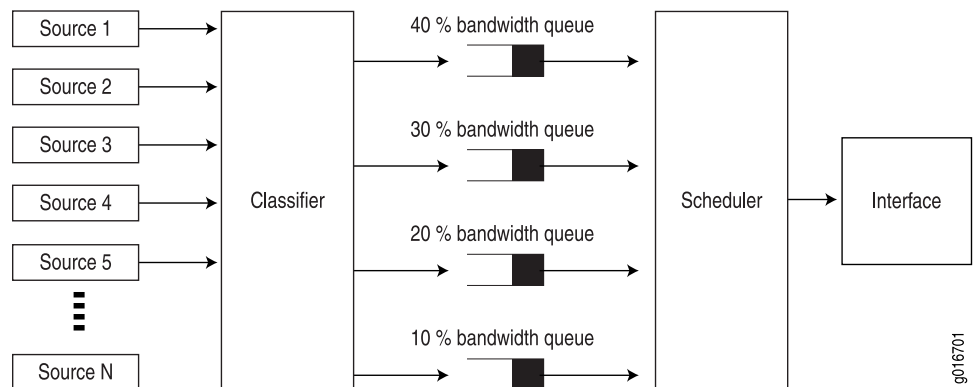 Source 1
Source 2
Source 3
Source 4
Source 5
Source N
Classifier
40 % bandwidth queue
30 % bandwidth queue
20 % bandwidth queue
10 % bandwidth queue
Scheduler
Interface
g016701